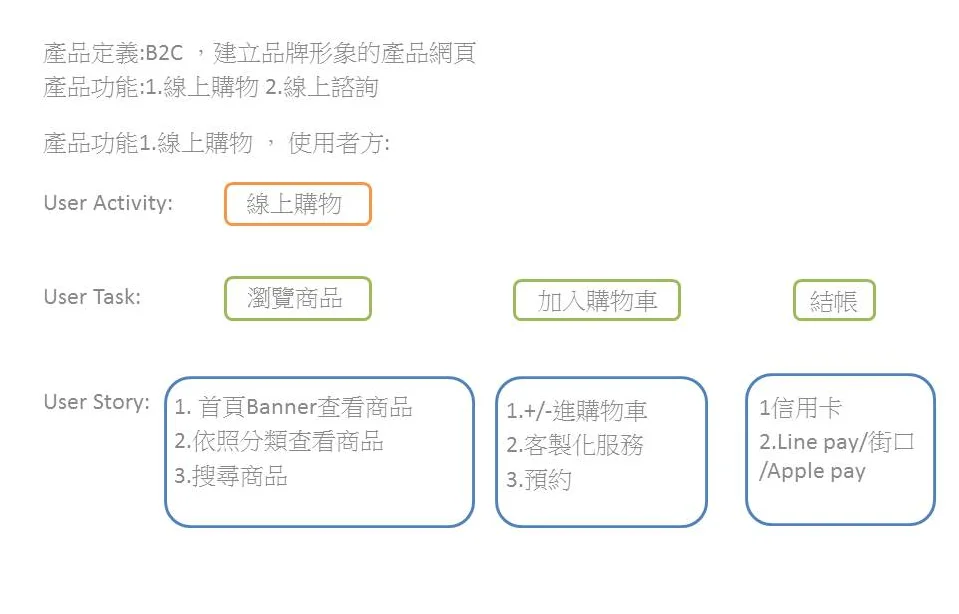 產品定義:B2C ，建立品牌形象的產品網頁
產品功能:1.線上購物 2.線上諮詢
產品功能1.線上購物 ， 使用者方:
User Activity: 線上購物
User Task: 瀏覽商品 加入購物車 結帳
User Story:
1. 首頁Banner查看商品
2.依照分類查看商品
3.搜尋商品
1.+/-進購物車
2.客製化服務
3.預約
1信用卡
2.Line pay/街口
/Apple pay